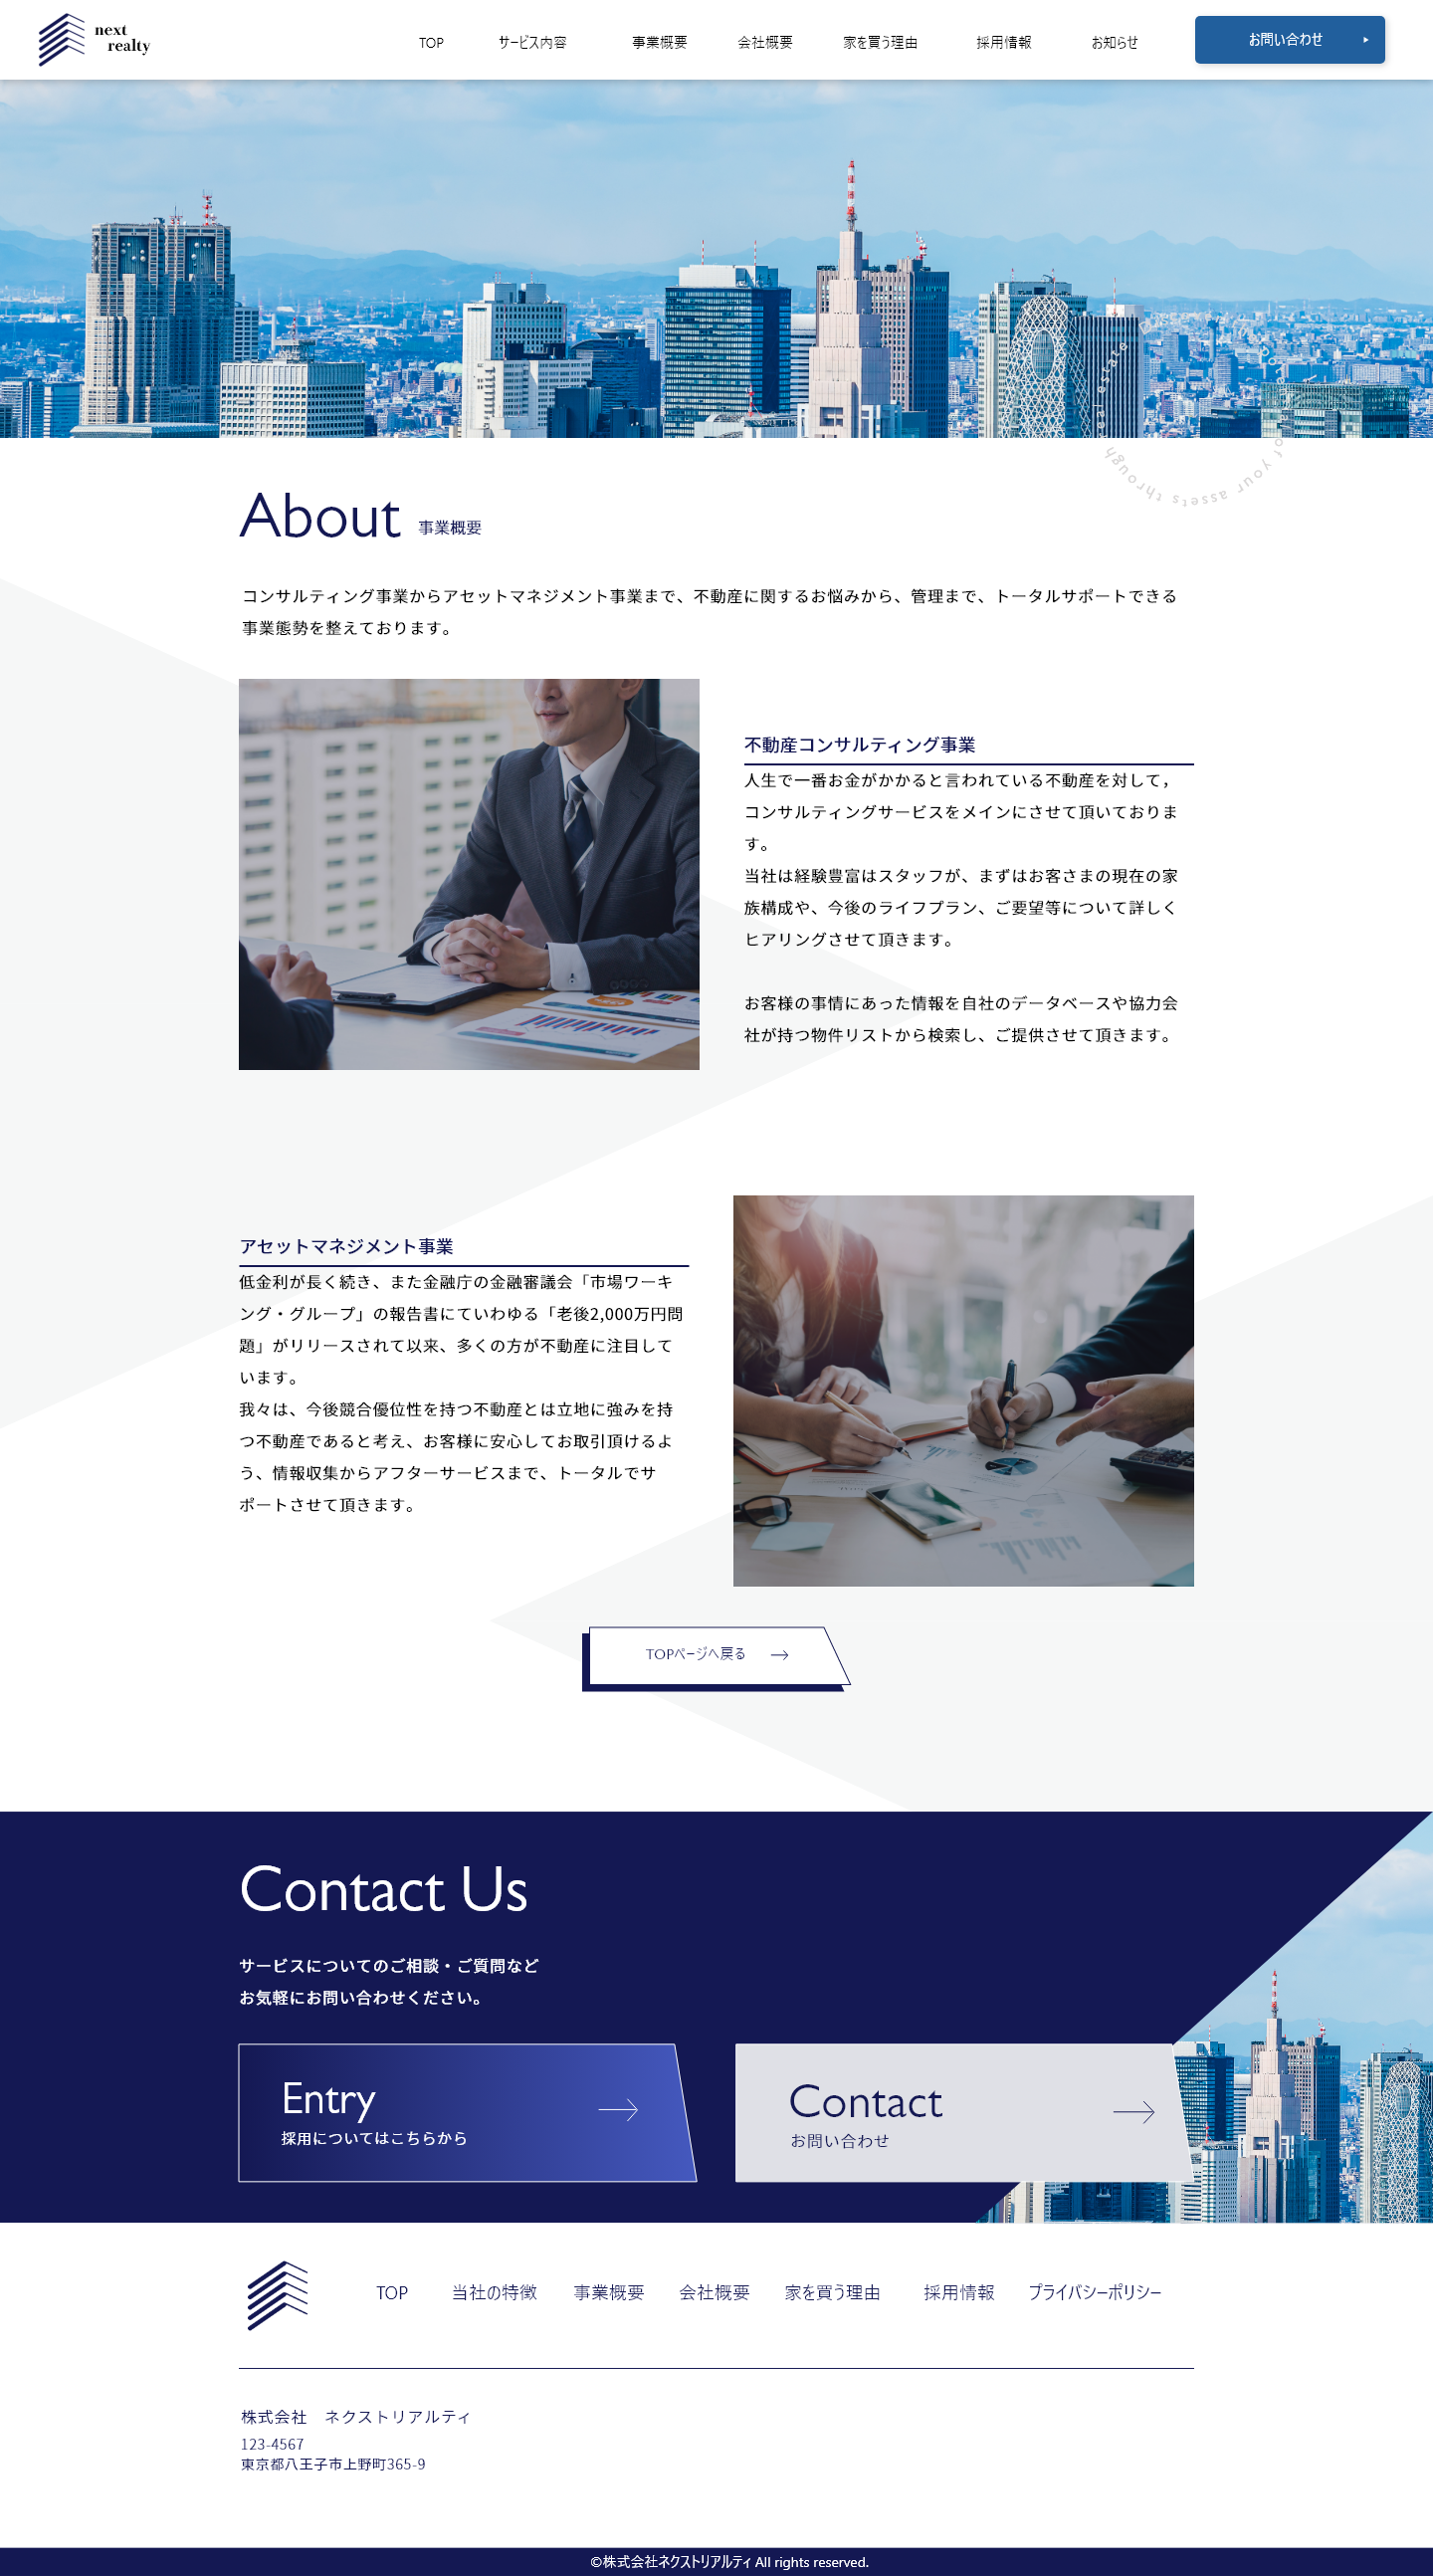 next
realty
TOP サービス内容 事業概要 会社概要 家を買う理由 採用情報 お知らせ お問い合わせ
of your assets through
About 事業概要
コンサルティング事業からアセットマネジメント事業まで、不動産に関するお悩みから、管理まで、トータルサポートできる
事業態勢を整えております。
不動産コンサルティング事業
人生で一番お金がかかると言われている不動産を対して，
コンサルティングサービスをメインにさせて頂いておりま
す。
当社は経験豊富はスタッフが、まずはお客さまの現在の家
族構成や、今後のライフプラン、ご要望等について詳しく
ヒアリングさせて頂きます。
お客様の事情にあった情報を自社のデータベースや協力会
社が持つ物件リストから検索し、ご提供させて頂きます。
アセットマネジメント事業
低金利が長く続き、また金融庁の金融審議会「市場ワーキ
ング・グループ」の報告書にていわゆる「老後2,000万円問
題」がリリースされて以来、多くの方が不動産に注目して
います。
我々は、今後競合優位性を持つ不動産とは立地に強みを持
つ不動産であると考え、お客様に安心してお取引頂けるよ
う、情報収集からアフターサービスまで、トータルでサ
ポートさせて頂きます。
TOPページへ戻る
Contact Us
サービスについてのご相談・ご質問など
お気軽にお問い合わせください。
Entry
採用についてはこちらから
Contact
お問い合わせ
TOP 当社の特徴 事業概要 会社概要 家を買う理由 採用情報 プライバシーポリシー
株式会社　ネクストリアルティ
123-4567
東京都八王子市上野町365-9
©株式会社ネクストリアルティ All rights reserved.